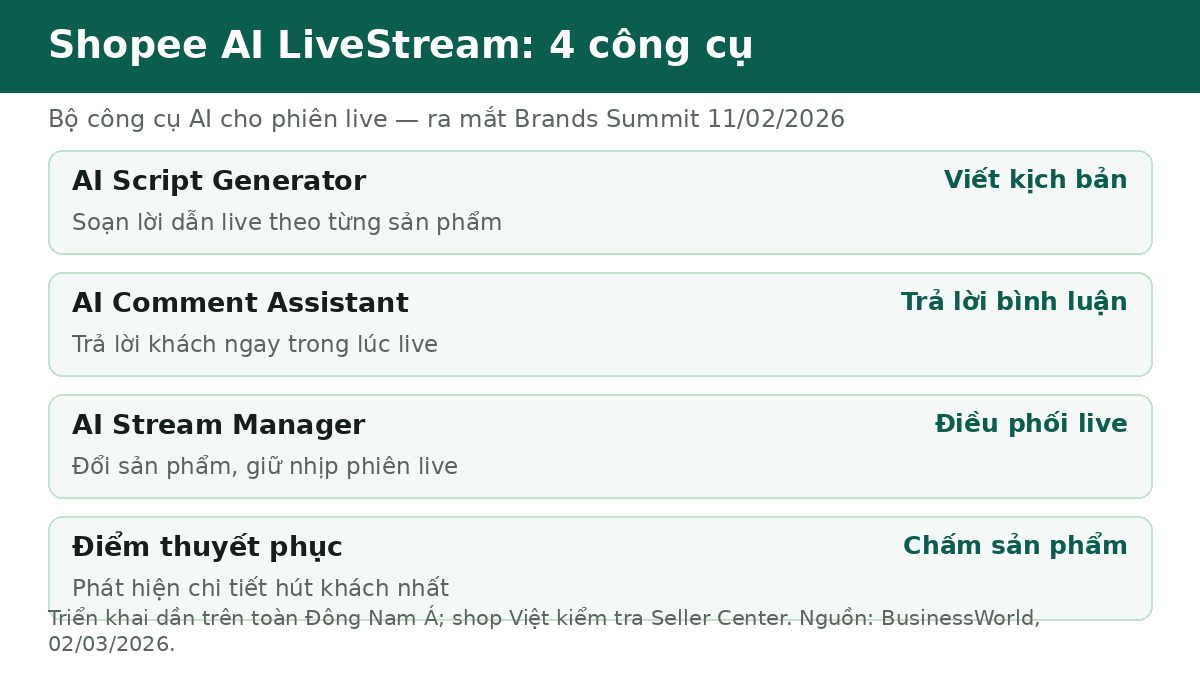 Shopee AI LiveStream: 4 công cụ
Bộ công cụ AI cho phiên live — ra mắt Brands Summit 11/02/2026
AI Script Generator
Viết kịch bản
Soạn lời dẫn live theo từng sản phẩm
AI Comment Assistant
Trả lời bình luận
Trả lời khách ngay trong lúc live
AI Stream Manager
Điều phối live
Đổi sản phẩm, giữ nhịp phiên live
Điểm thuyết phục
Chấm sản phẩm
Phát hiện chi tiết hút khách nhất
Triển khai dần trên toàn Đông Nam Á; shop Việt kiểm tra Seller Center. Nguồn: BusinessWorld,
02/03/2026.